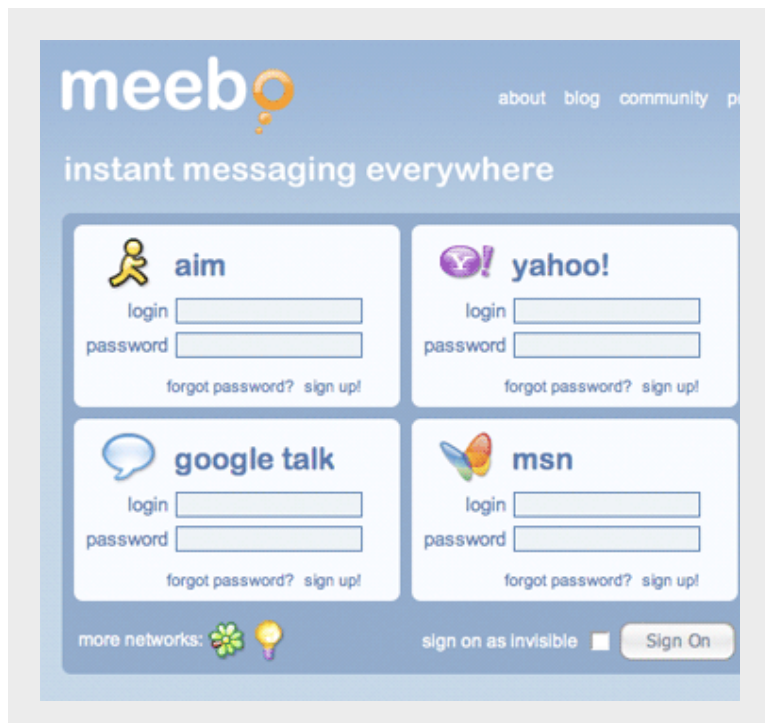 meebo
about blog community
instant messaging everywhere
aim
login
password
forgot password? sign up!
yahoo!
login
password
forgot password? sign up!
google talk
login
password
forgot password? sign up!
msn
login
password
forgot password? sign up!
more networks:
sign on as invisible
Sign On